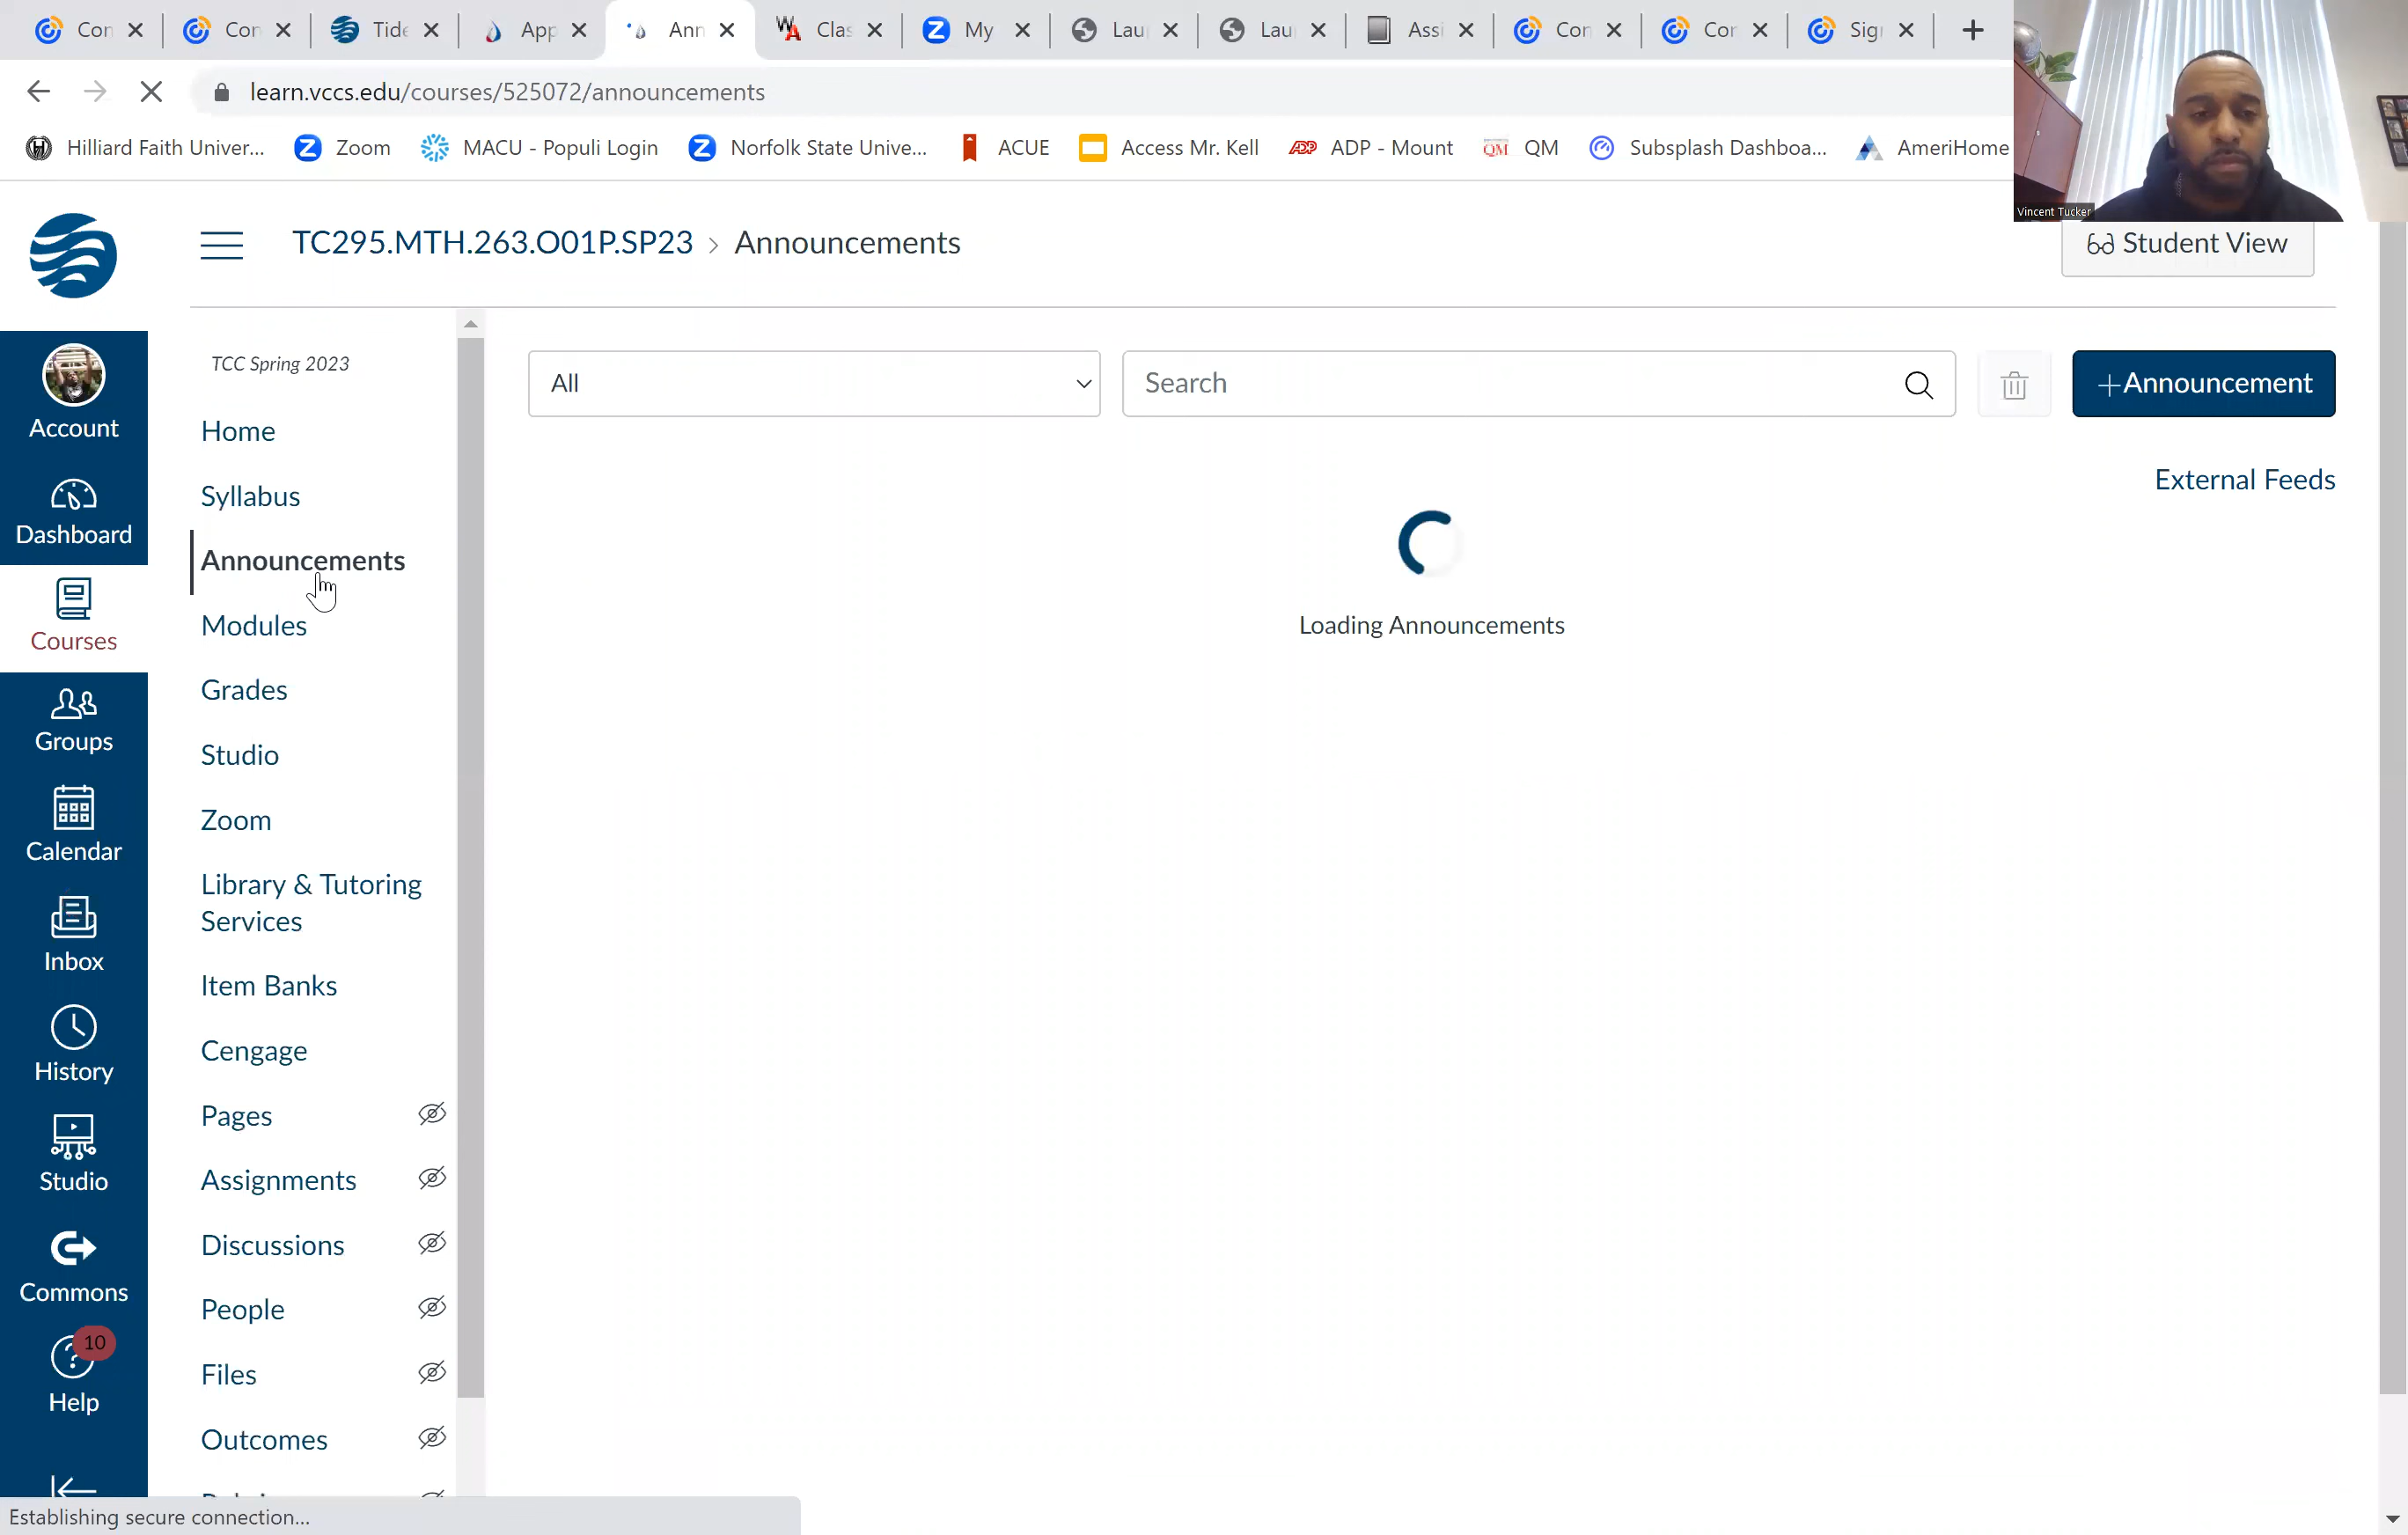 Con
Con
Tide
App
Ann
Clas
My
Lau
Lau
Assi
Con
Con
Sign
learn.vccs.edu/courses/525072/announcements
Hilliard Faith Univer...
Zoom
MACU - Populi Login
Norfolk State Unive...
ACUE
Access Mr. Kell
ADP - Mount
QM
Subsplash Dashboa...
AmeriHome
Vincent Tucker
TC295.MTH.263.O01P.SP23 > Announcements
Student View
Account
Dashboard
Courses
Groups
Calendar
Inbox
History
Studio
Commons
10
Help
TCC Spring 2023
Home
Syllabus
Announcements
Modules
Grades
Studio
Zoom
Library & Tutoring
Services
Item Banks
Cengage
Pages
Assignments
Discussions
People
Files
Outcomes
All
Search
+Announcement
External Feeds
Loading Announcements
Establishing secure connection...